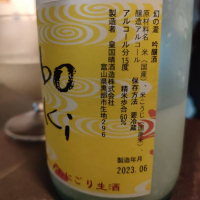 幻の瀧　吟醸酒
原材料名　米（国産）、米こうじ（国産米）
醸造アルコール　保存方法　要冷蔵
アルコール分15度　精米歩合60%
製造者　皇国晴酒造株式会社
富山県黒部市生地296
製造年月
2023.06
にごり生酒